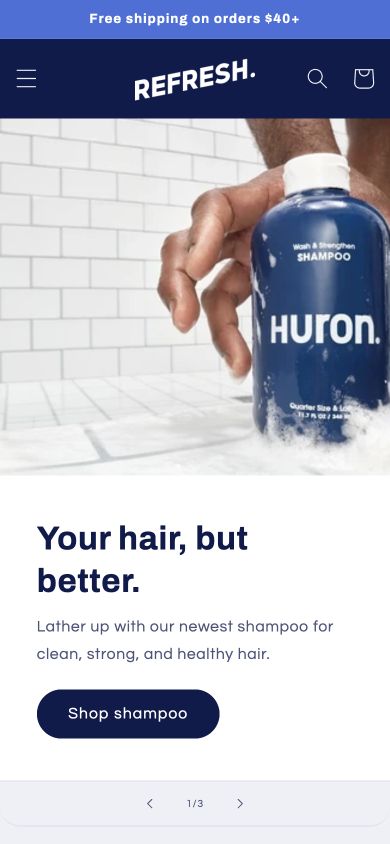 Free shipping on orders $40+
REFRESH.
Wash & Strengthen
SHAMPOO
Huron.
Your hair, but
better.
Lather up with our newest shampoo for
clean, strong, and healthy hair.
Shop shampoo
1/3